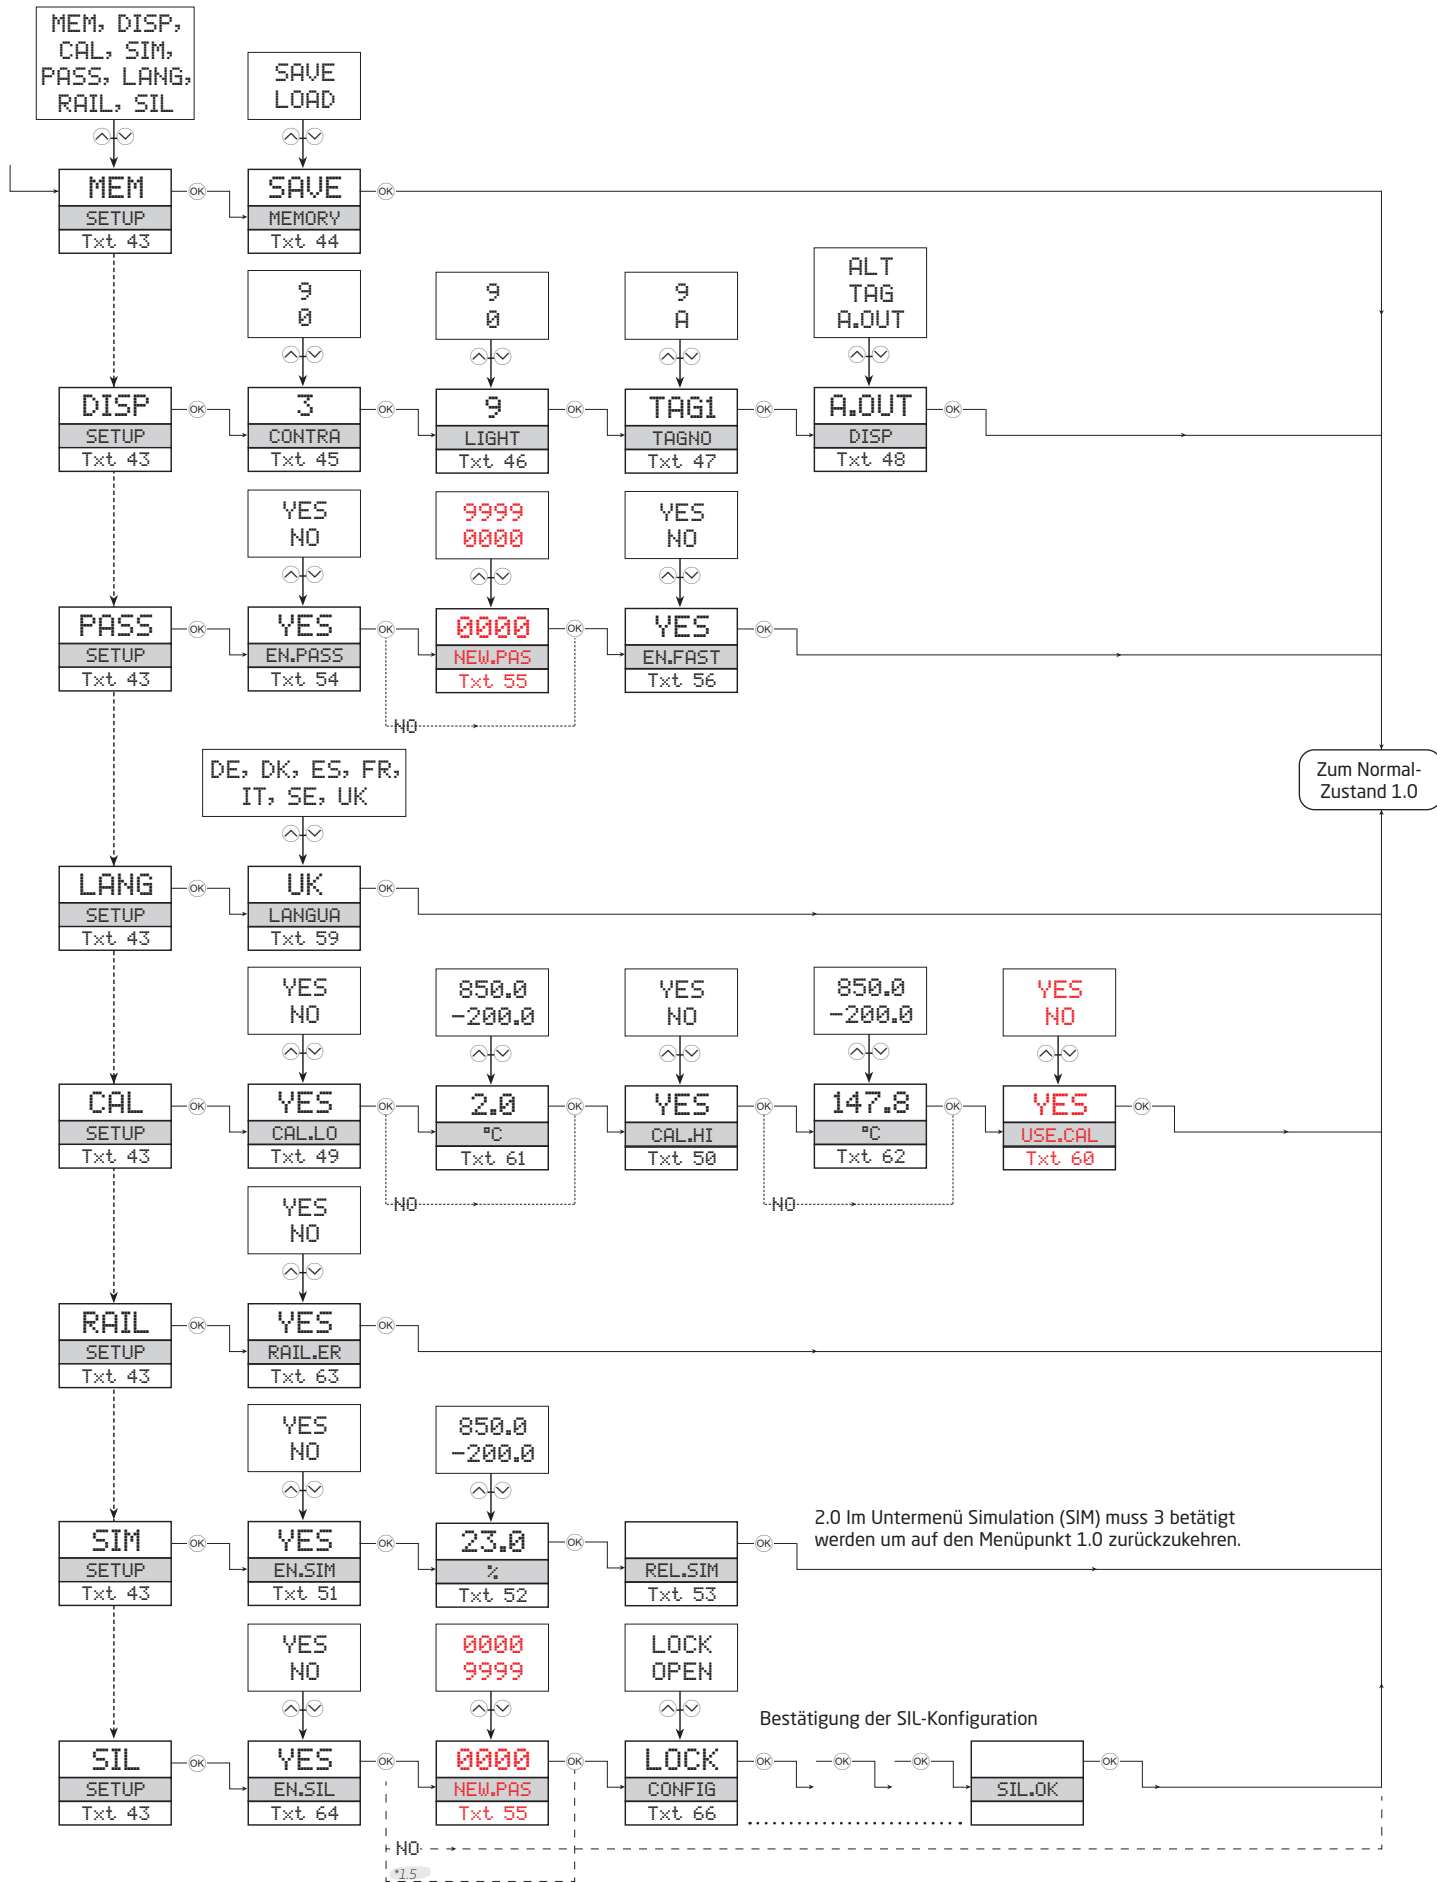 MEM, DISP,
CAL, SIM,
PASS, LANG,
RAIL, SIL
SAVE
LOAD
MEM
SETUP
Txt 43
OK
SAVE
MEMORY
Txt 44
OK
9
0
9
0
9
A
ALT
TAG
A.OUT
DISP
SETUP
Txt 43
OK
3
CONTRA
Txt 45
OK
9
LIGHT
Txt 46
OK
TAG1
TAGNO
Txt 47
OK
A.OUT
DISP
Txt 48
OK
YES
NO
9999
0000
YES
NO
PASS
SETUP
Txt 43
OK
YES
EN.PASS
Txt 54
OK
0000
NEW.PAS
Txt 55
OK
YES
EN.FAST
Txt 56
OK
NO
Zum Normal-
Zustand 1.0
DE, DK, ES, FR,
IT, SE, UK
LANG
SETUP
Txt 43
OK
UK
LANGUA
Txt 59
OK
YES
NO
850.0
-200.0
YES
NO
850.0
-200.0
YES
NO
CAL
SETUP
Txt 43
OK
YES
CAL.LO
Txt 49
OK
2.0
°C
Txt 61
OK
YES
CAL.HI
Txt 50
OK
147.8
°C
Txt 62
OK
YES
USE.CAL
Txt 60
OK
NO
NO
YES
NO
RAIL
SETUP
Txt 43
OK
YES
RAIL.ER
Txt 63
OK
YES
NO
850.0
-200.0
SIM
SETUP
Txt 43
OK
YES
EN.SIM
Txt 51
OK
23.0
%
Txt 52
OK
REL.SIM
Txt 53
OK
2.0 Im Untermenü Simulation (SIM) muss 3 betätigt
werden um auf den Menüpunkt 1.0 zurückzukehren.
YES
NO
0000
9999
LOCK
OPEN
Bestätigung der SIL-Konfiguration
SIL
SETUP
Txt 43
OK
YES
EN.SIL
Txt 64
OK
0000
NEW.PAS
Txt 55
OK
LOCK
CONFIG
Txt 66
OK
OK
OK
SIL.OK
OK
NO
*1.5